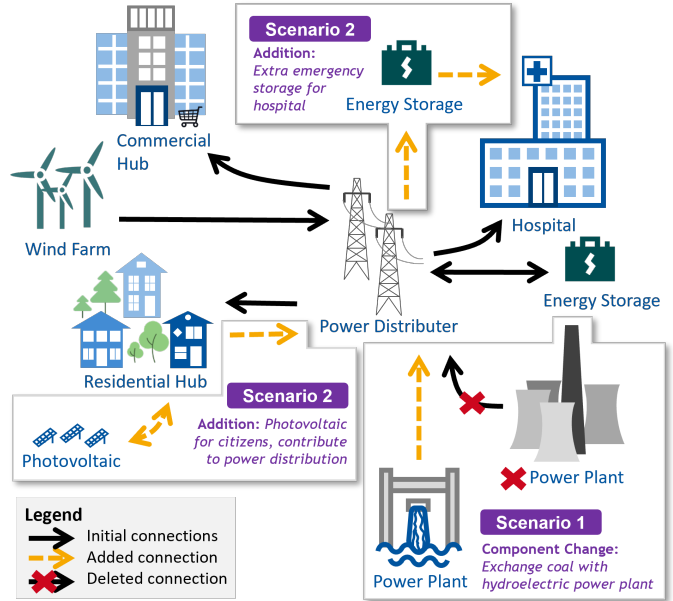 Scenario 2
Addition:
Extra emergency
storage for
hospital
Energy Storage
Commercial
Hub
Hospital
Wind Farm
Energy Storage
Power Distributer
Residential Hub
Scenario 2
Addition: Photovoltaic
for citizens, contribute
to power distribution
Photovoltaic
Power Plant
Scenario 1
Component Change:
Exchange coal with
hydroelectric power plant
Power Plant
Legend
Initial connections
Added connection
Deleted connection